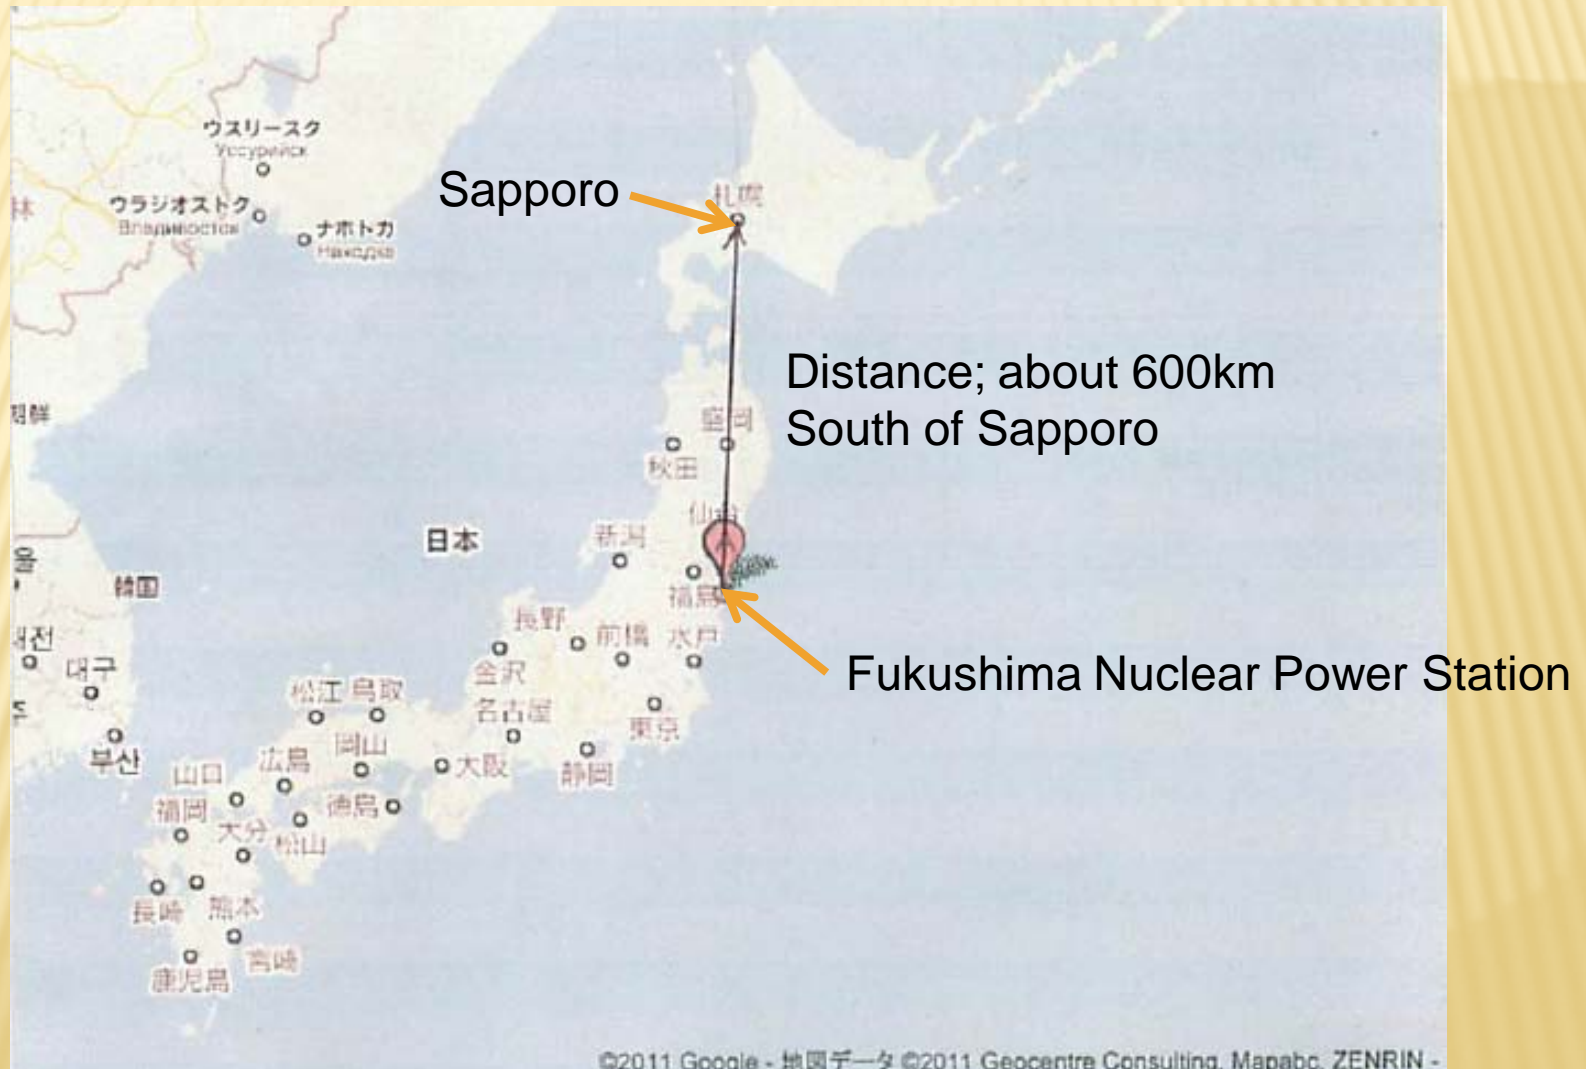 ウスリースク
Уссурийск
ウラジオストク
Владивосток
ナホトカ
Находка
林
Sapporo
札幌
Distance; about 600km
South of Sapporo
盛岡
秋田
仙台
日本
新潟
福島
韓国
長野
前橋
水戸
Fukushima Nuclear Power Station
金沢
대구
松江
鳥取
名古屋
東京
부산
岡山
広島
大阪
静岡
山口
福岡
徳島
大分
松山
長崎
熊本
宮崎
鹿児島
©2011 Google - 地図データ ©2011 Geocentre Consulting, Mapabc, ZENRIN -